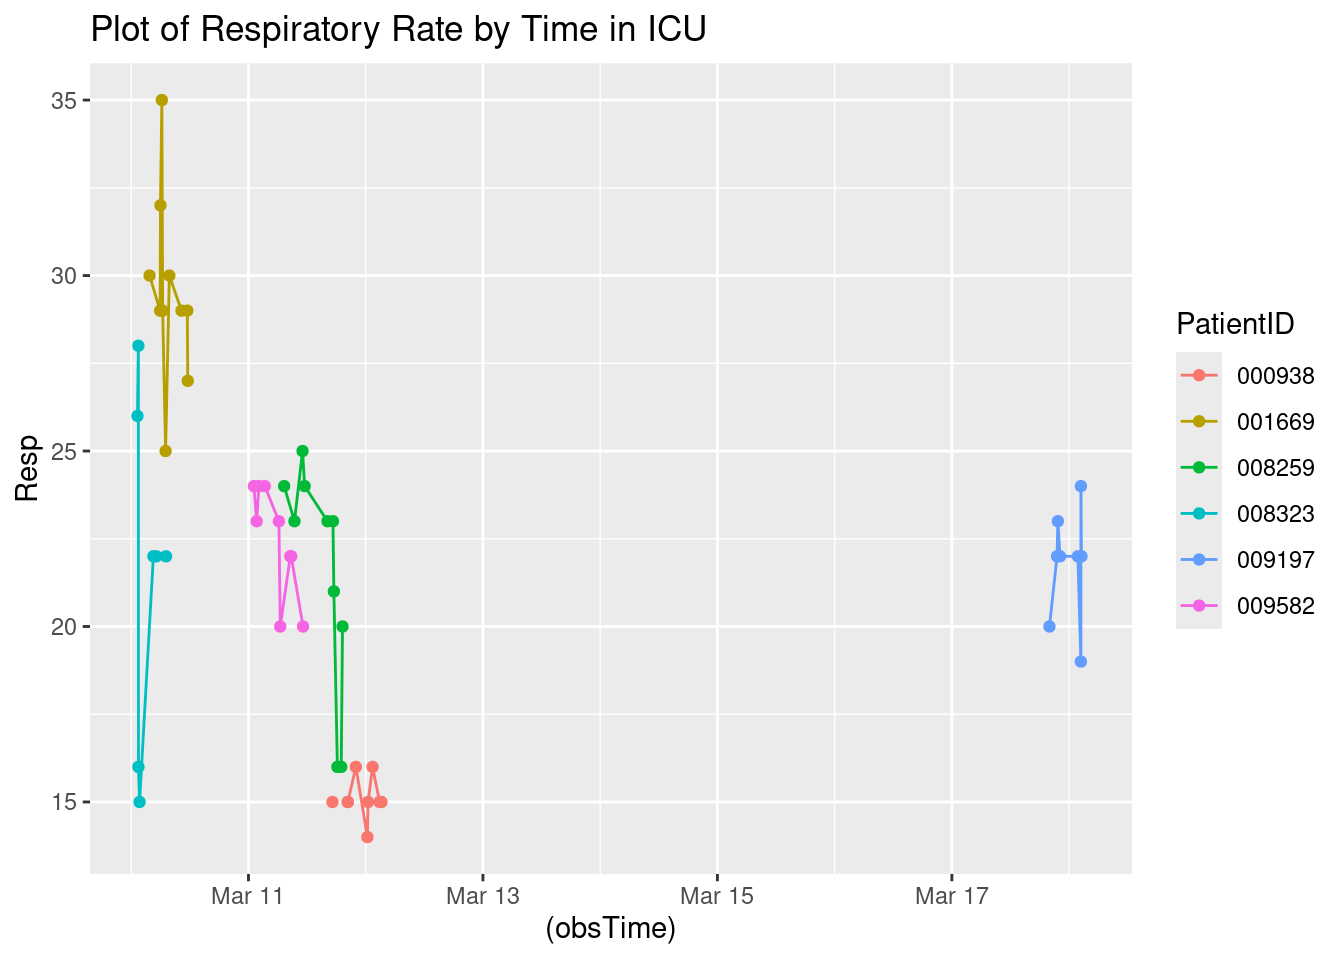 Plot of Respiratory Rate by Time in ICU
35
30
25
20
15
Resp
Mar 11
Mar 13
Mar 15
Mar 17
(obsTime)
PatientID
000938
001669
008259
008323
009197
009582